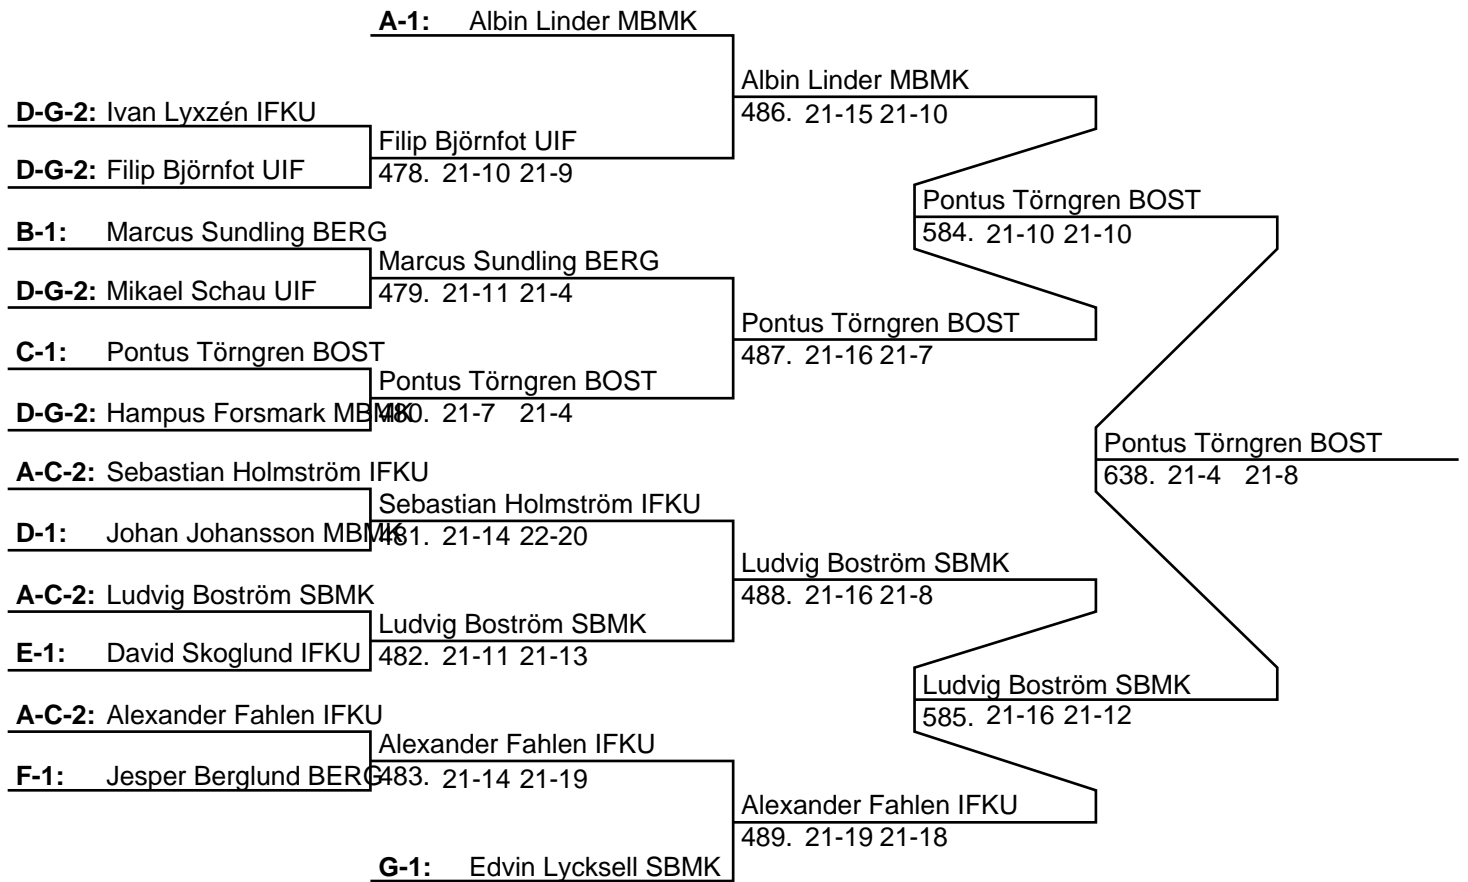 A-1: Albin Linder MBMK
Albin Linder MBMK
486. 21-15 21-10
D-G-2: Ivan Lyxzén IFKU
Filip Björnfot UIF
478. 21-10 21-9
D-G-2: Filip Björnfot UIF
Pontus Törngren BOST
584. 21-10 21-10
B-1: Marcus Sundling BERG
Marcus Sundling BERG
479. 21-11 21-4
D-G-2: Mikael Schau UIF
Pontus Törngren BOST
487. 21-16 21-7
C-1: Pontus Törngren BOST
Pontus Törngren BOST
480. 21-7 21-4
D-G-2: Hampus Forsmark MBMK
Pontus Törngren BOST
638. 21-4 21-8
A-C-2: Sebastian Holmström IFKU
Sebastian Holmström IFKU
481. 21-14 22-20
D-1: Johan Johansson MBMK
Ludvig Boström SBMK
488. 21-16 21-8
A-C-2: Ludvig Boström SBMK
Ludvig Boström SBMK
482. 21-11 21-13
E-1: David Skoglund IFKU
Ludvig Boström SBMK
585. 21-16 21-12
A-C-2: Alexander Fahlen IFKU
Alexander Fahlen IFKU
483. 21-14 21-19
F-1: Jesper Berglund BERG
Alexander Fahlen IFKU
489. 21-19 21-18
G-1: Edvin Lycksell SBMK